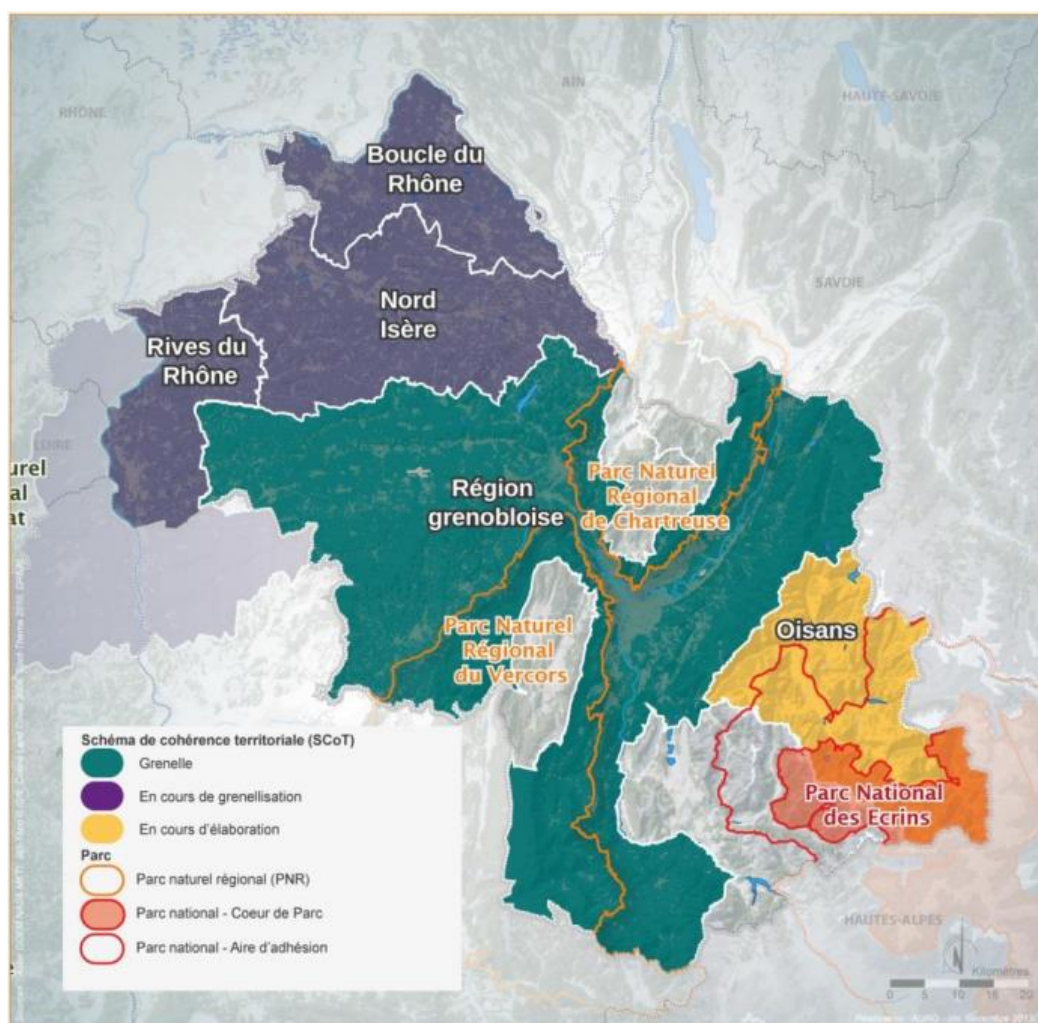 AIN
HAUTE-SAVOIE
RHÔNE
Boucle du
Rhône
SAVOIE
Nord
Isère
Rives du
Rhône
Parc Naturel
Régional
de Chartreuse
Région
grenobloise
Oisans
Parc Naturel
Régional
du Vercors
Parc National
des Ecrins
HAUTES-ALPES
Schéma de cohérence territoriale (SCoT)
Grenelle
En cours de grenellisation
En cours d'élaboration
Parc
Parc naturel régional (PNR)
Parc national - Coeur de Parc
Parc national - Aire d'adhésion
N
Kilomètres
0 5 10 15 20